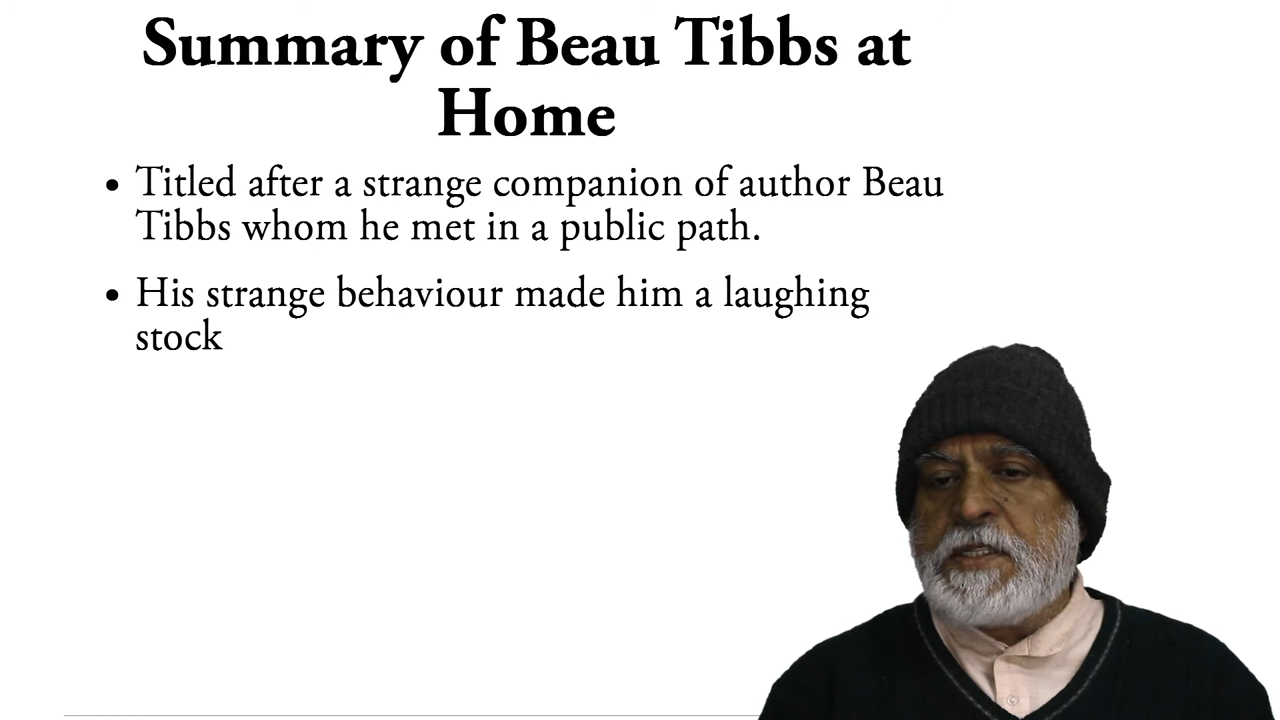 Summary of Beau Tibbs at
Home
• Titled after a strange companion of author Beau
Tibbs whom he met in a public path.
• His strange behaviour made him a laughing
stock